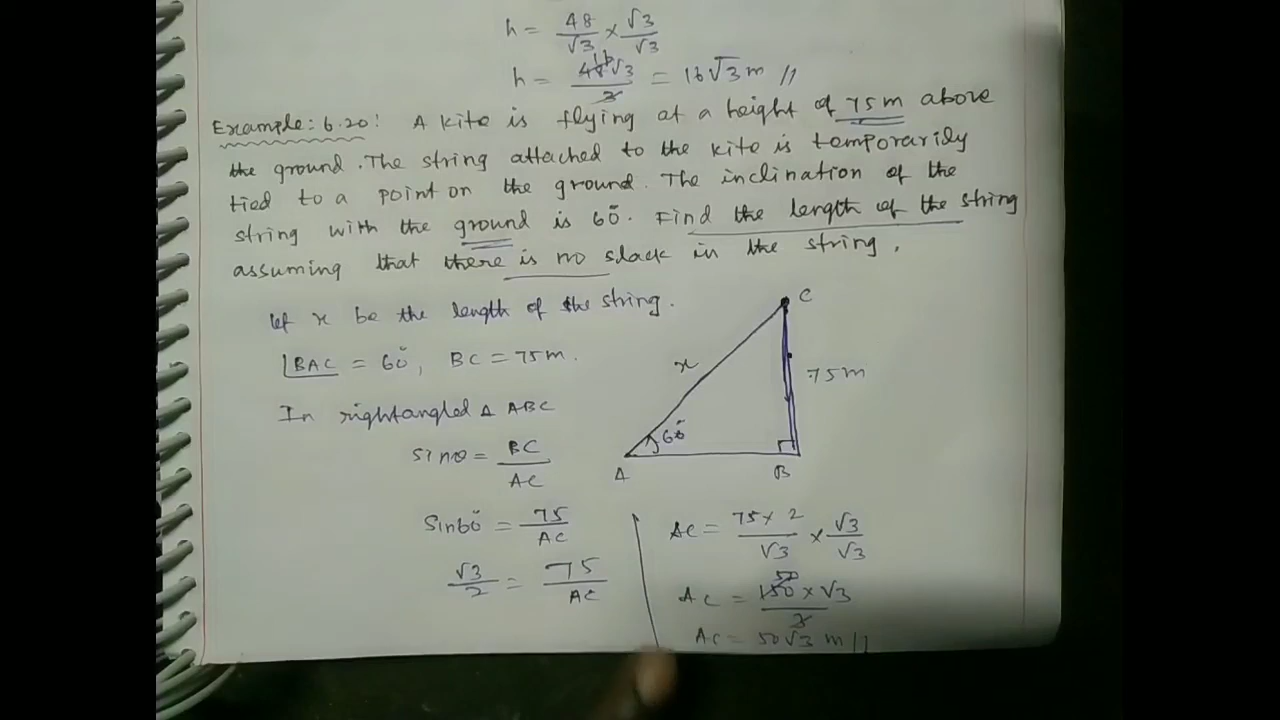 h = 48/√3 × √3/√3
h = 48√3/3 = 16√3 m //
Example: 6.20: A kite is flying at a height of 75m above
the ground. The string attached to the kite is temporarily
tied to a point on the ground. The inclination of the
string with the ground is 60°. Find the length of the string
assuming that there is no slack in the string.
let x be the length of the string.
∠BAC = 60°, BC = 75m.
In rightangled Δ ABC
sinθ = BC/AC
Sin60° = 75/AC
√3/2 = 75/AC
C
x
75m
60°
A
B
AC = 75×2/√3 × √3/√3
AC = 150×√3/3
50
AC = 50√3 m //